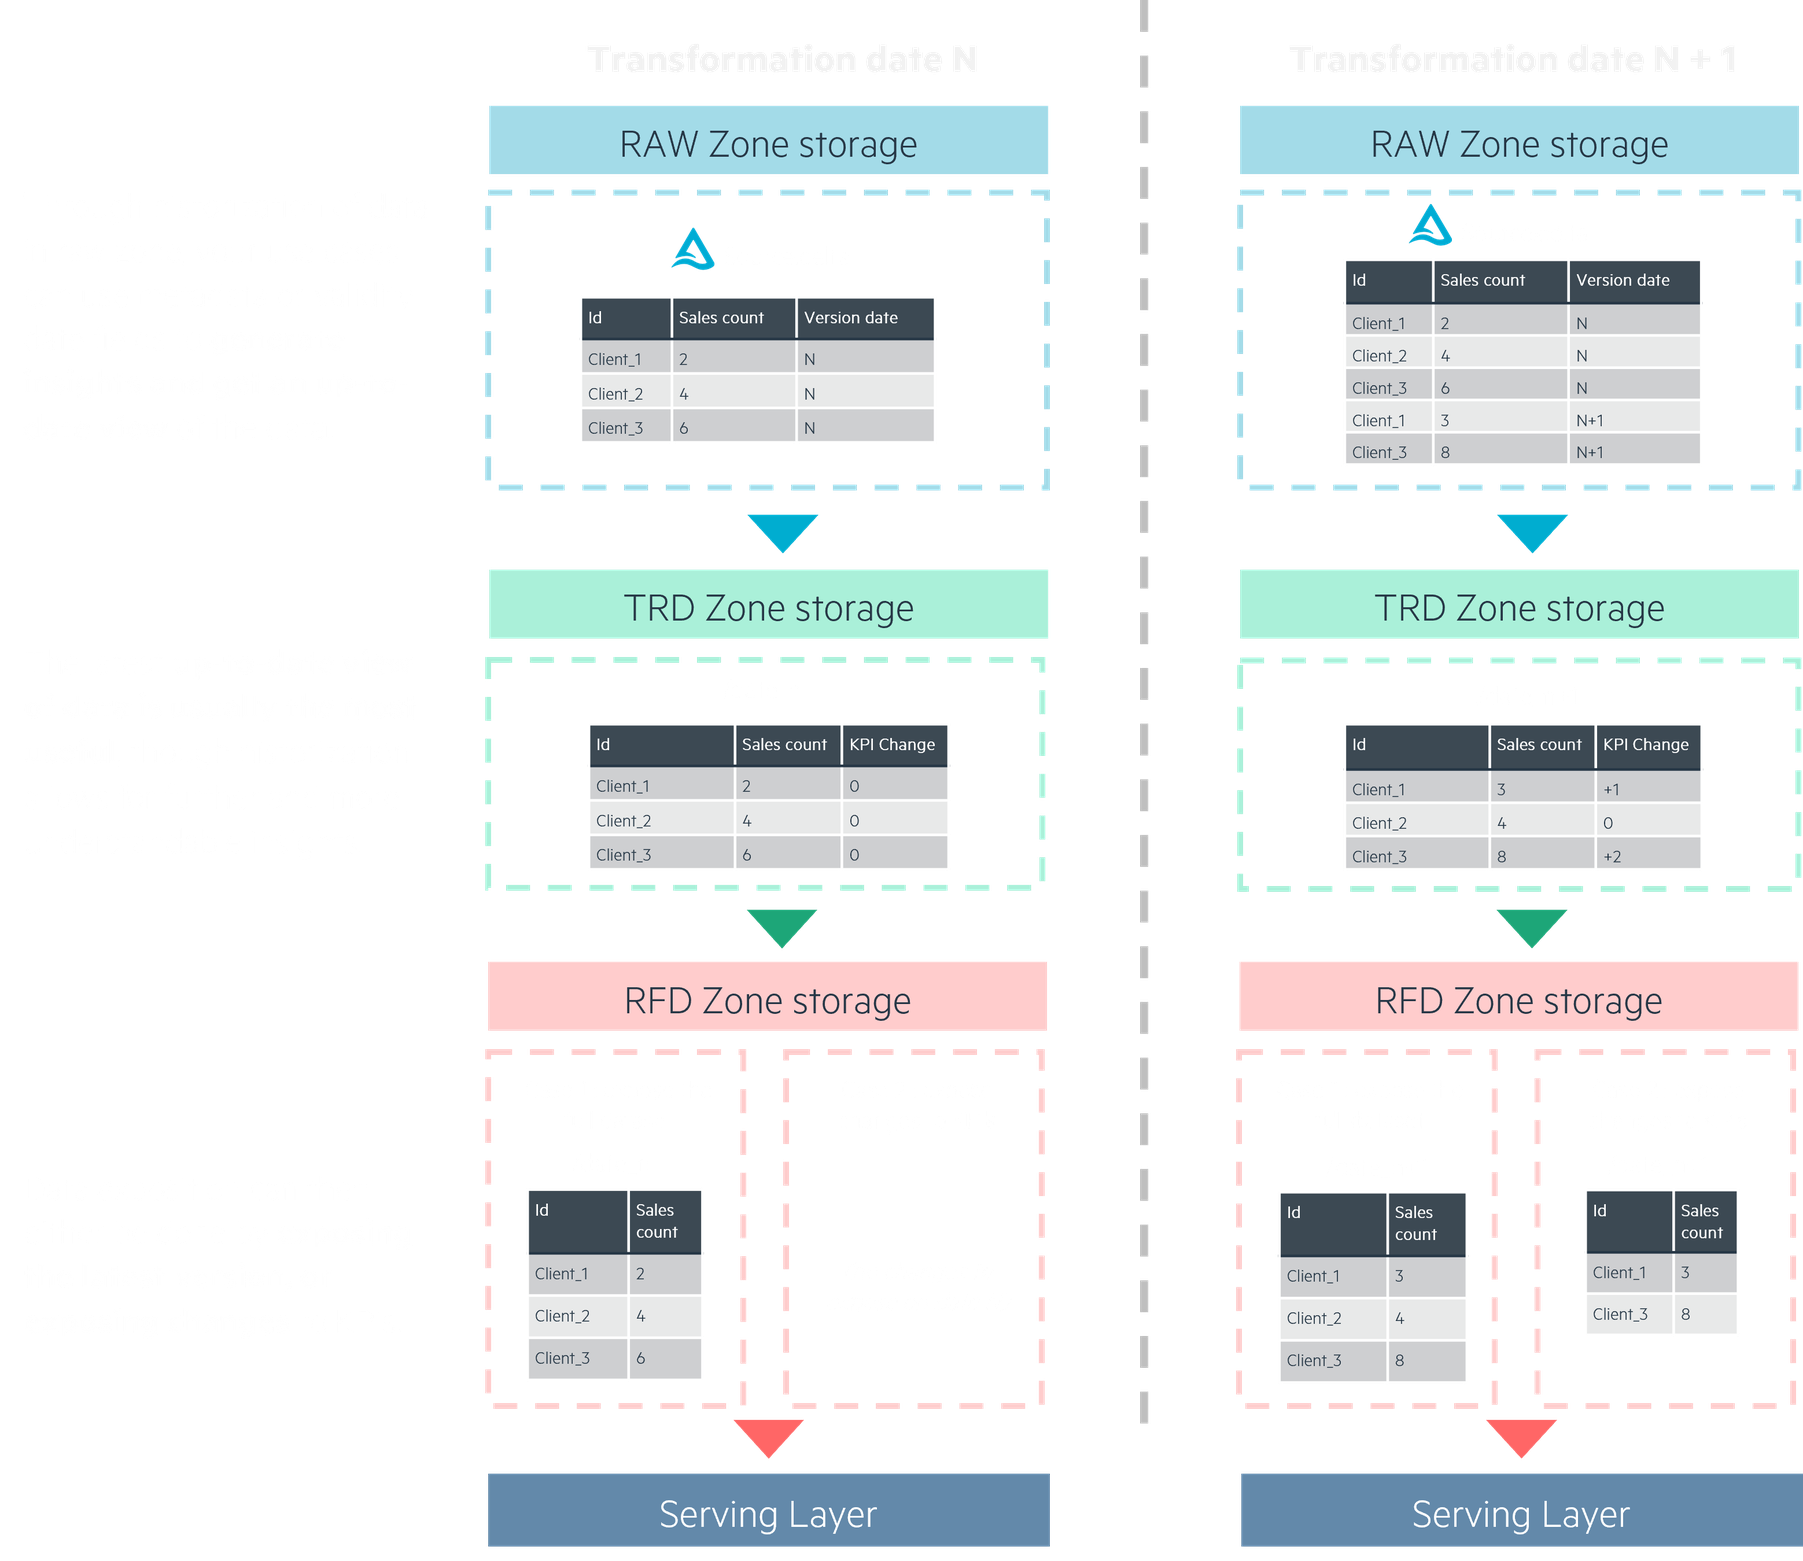 Transformation date N
RAW Zone storage
Id Sales count Version date
Client_1 2 N
Client_2 4 N
Client_3 6 N
TRD Zone storage
Id Sales count KPI Change
Client_1 2 0
Client_2 4 0
Client_3 6 0
RFD Zone storage
Id Sales
count
Client_1 2
Client_2 4
Client_3 6
Serving Layer
Transformation date N + 1
RAW Zone storage
Id Sales count Version date
Client_1 2 N
Client_2 4 N
Client_3 6 N
Client_1 3 N+1
Client_3 8 N+1
TRD Zone storage
Id Sales count KPI Change
Client_1 3 +1
Client_2 4 0
Client_3 8 +2
RFD Zone storage
Id Sales
count
Client_1 3
Client_2 4
Client_3 8
Id Sales
count
Client_1 3
Client_3 8
Serving Layer